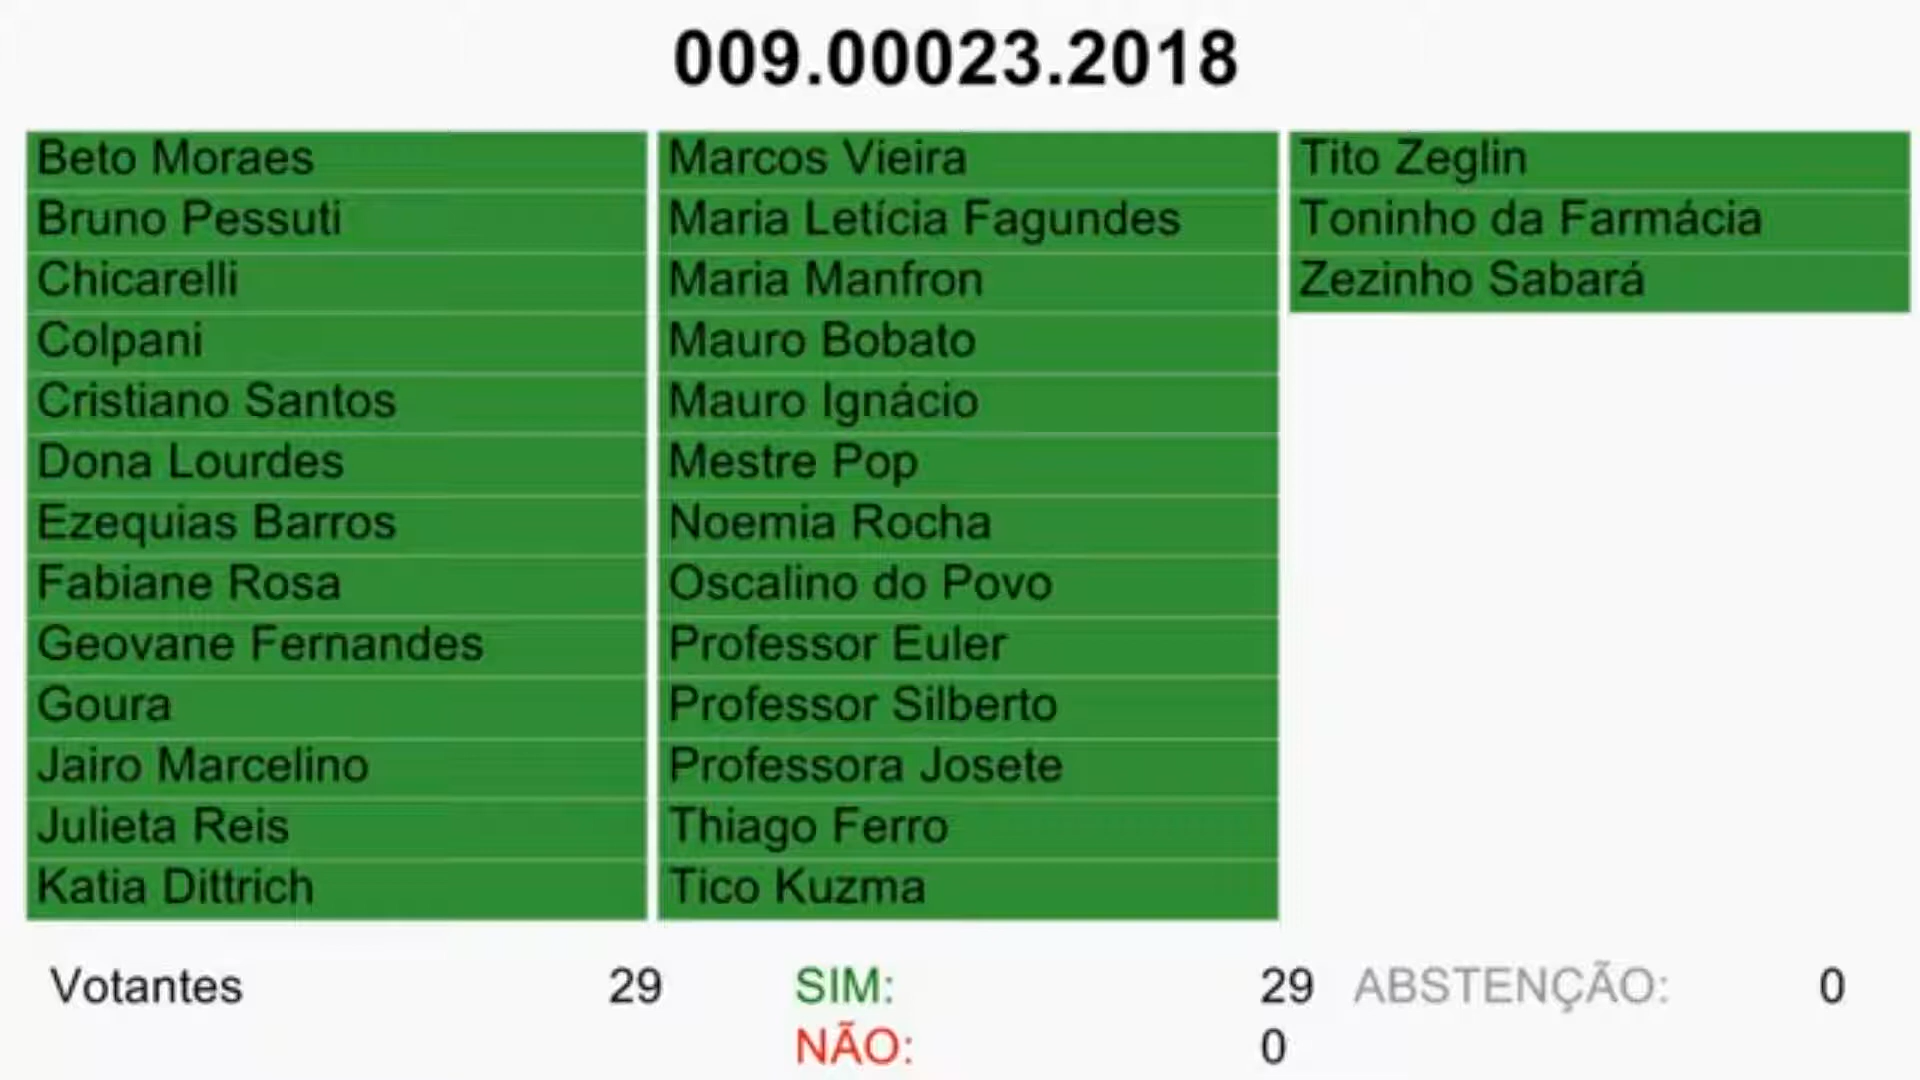 009.00023.2018
Beto Moraes
Bruno Pessuti
Chicarelli
Colpani
Cristiano Santos
Dona Lourdes
Ezequias Barros
Fabiane Rosa
Geovane Fernandes
Goura
Jairo Marcelino
Julieta Reis
Katia Dittrich
Marcos Vieira
Maria Letícia Fagundes
Maria Manfron
Mauro Bobato
Mauro Ignácio
Mestre Pop
Noemia Rocha
Oscalino do Povo
Professor Euler
Professor Silberto
Professora Josete
Thiago Ferro
Tico Kuzma
Tito Zeglin
Toninho da Farmácia
Zezinho Sabará
Votantes 29 SIM: 29 ABSTENÇÃO: 0
NÃO: 0